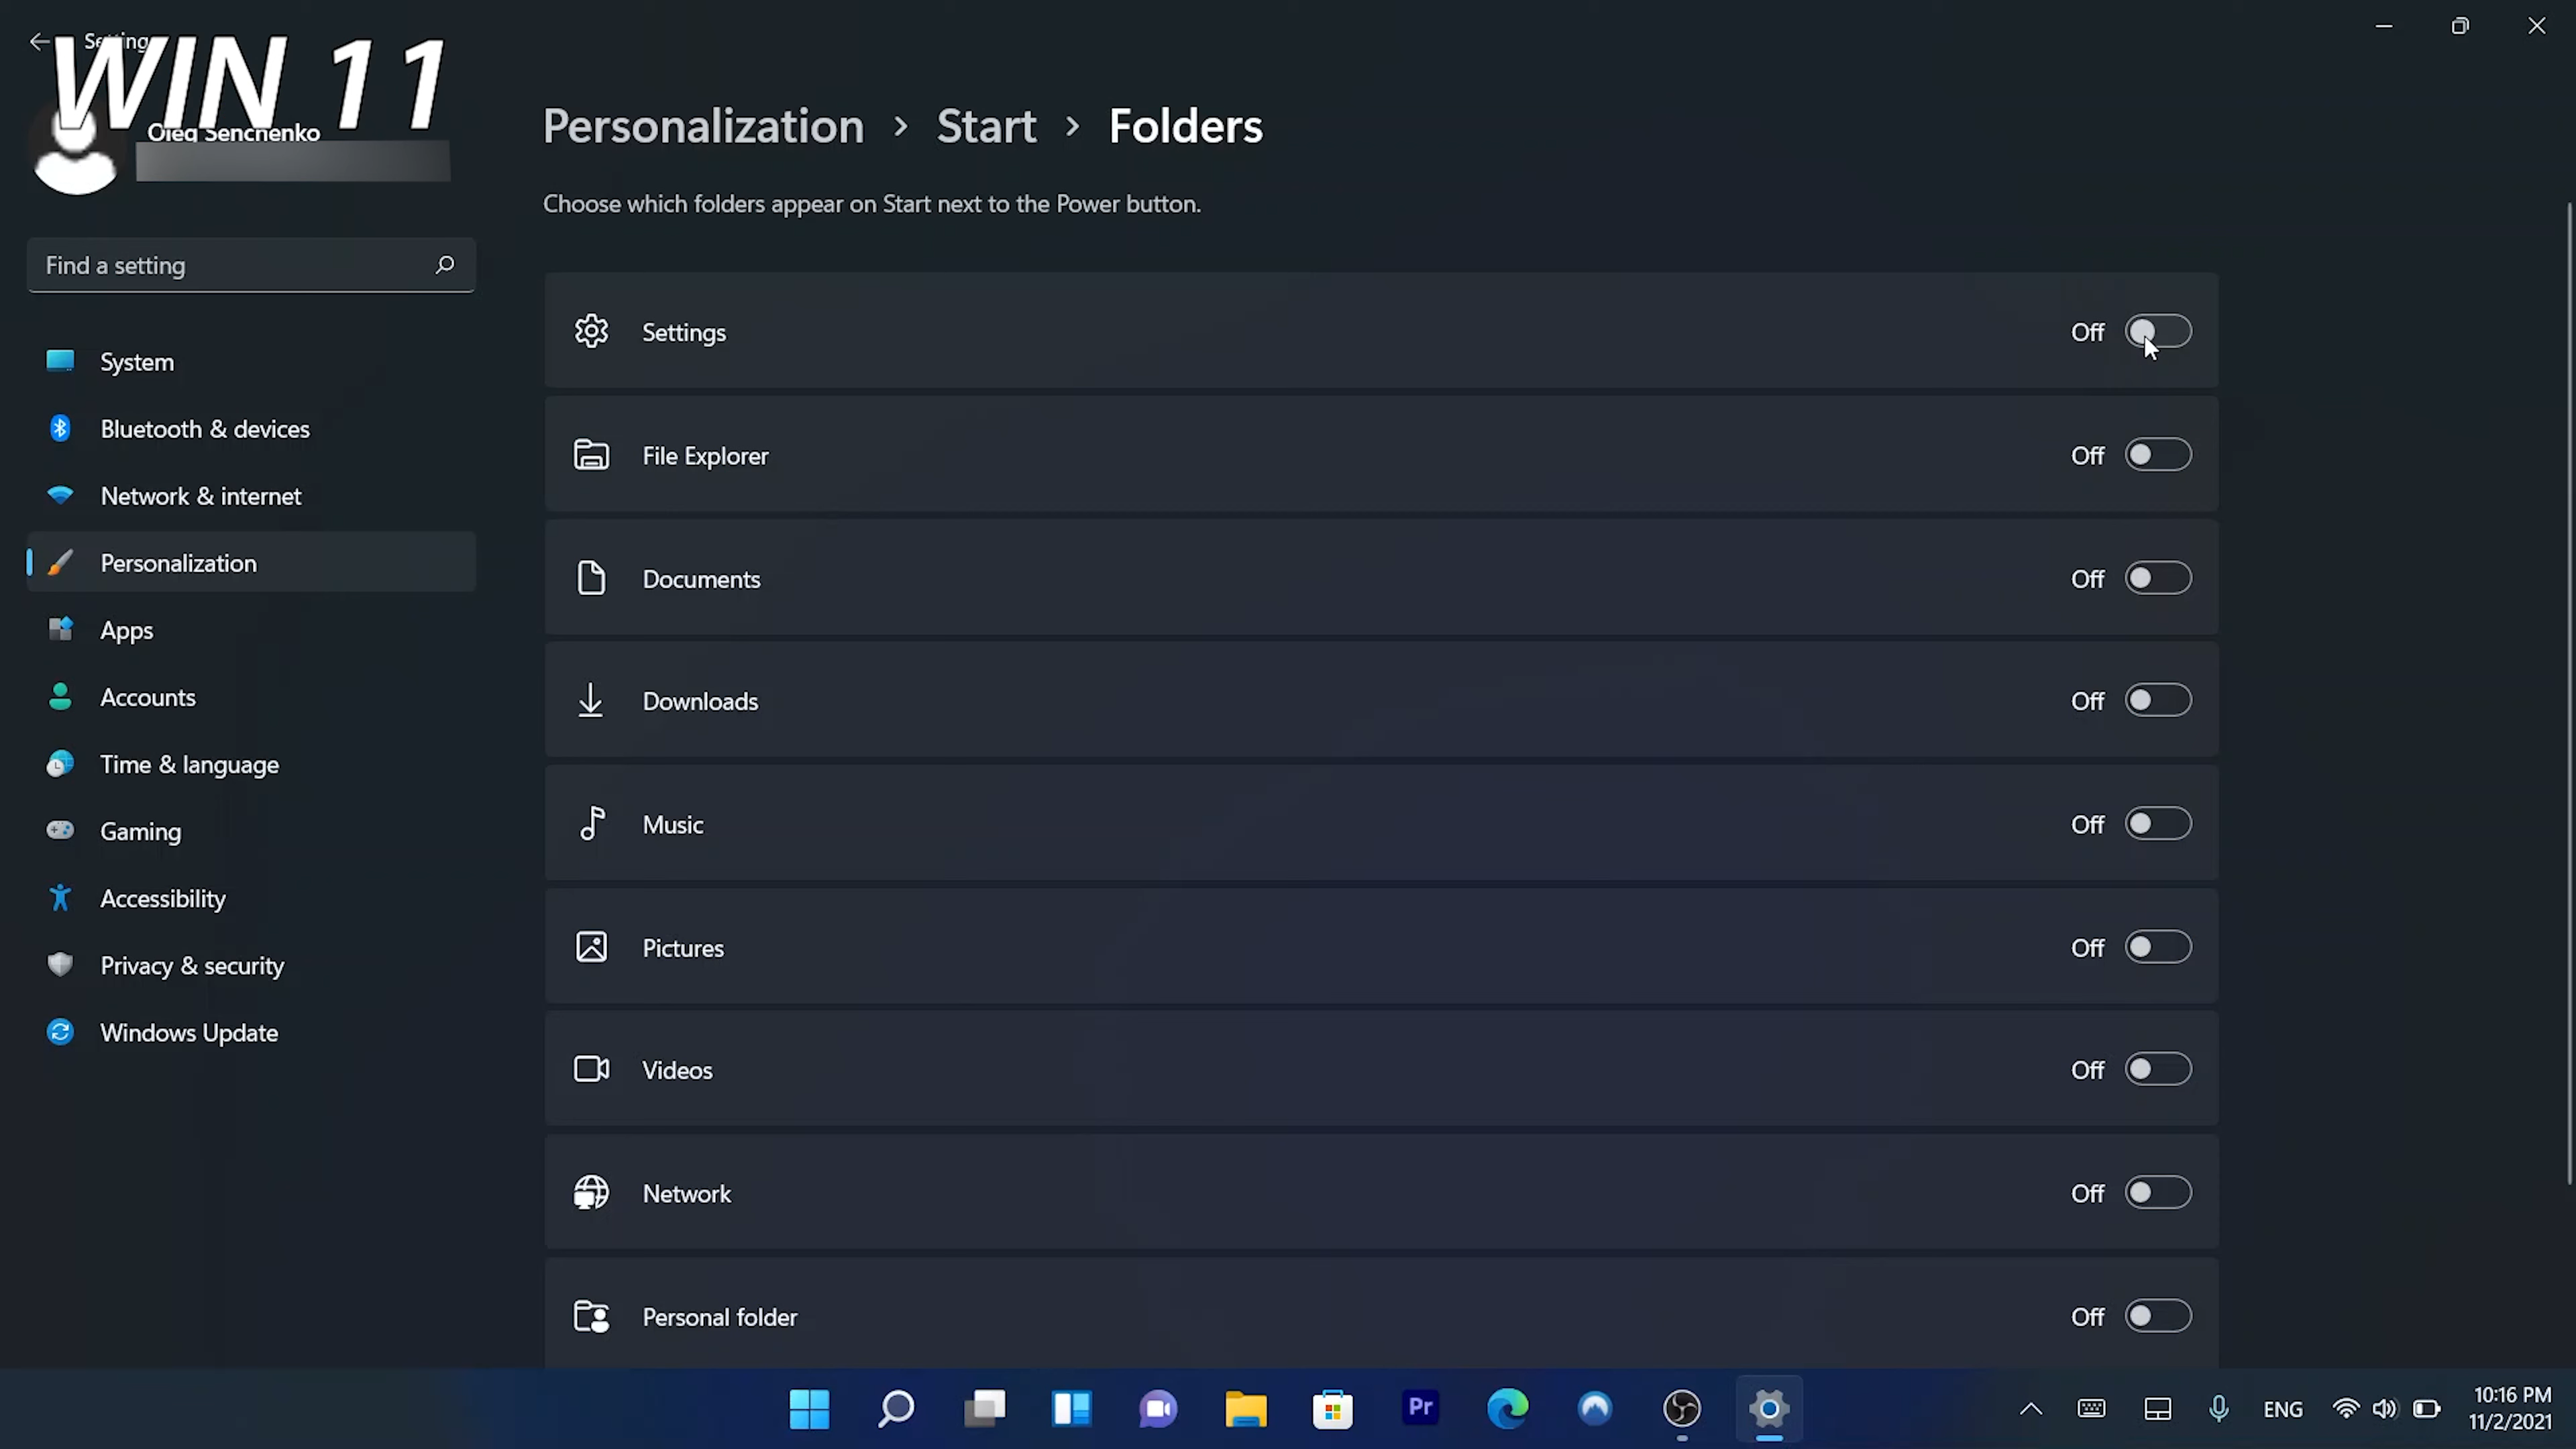 WIN 11
Oleg Senchenko
Find a setting
System
Bluetooth & devices
Network & internet
Personalization
Apps
Accounts
Time & language
Gaming
Accessibility
Privacy & security
Windows Update
Personalization > Start > Folders
Choose which folders appear on Start next to the Power button.
Settings Off
File Explorer Off
Documents Off
Downloads Off
Music Off
Pictures Off
Videos Off
Network Off
Personal folder Off
Pr
ENG
10:16 PM
11/2/2021